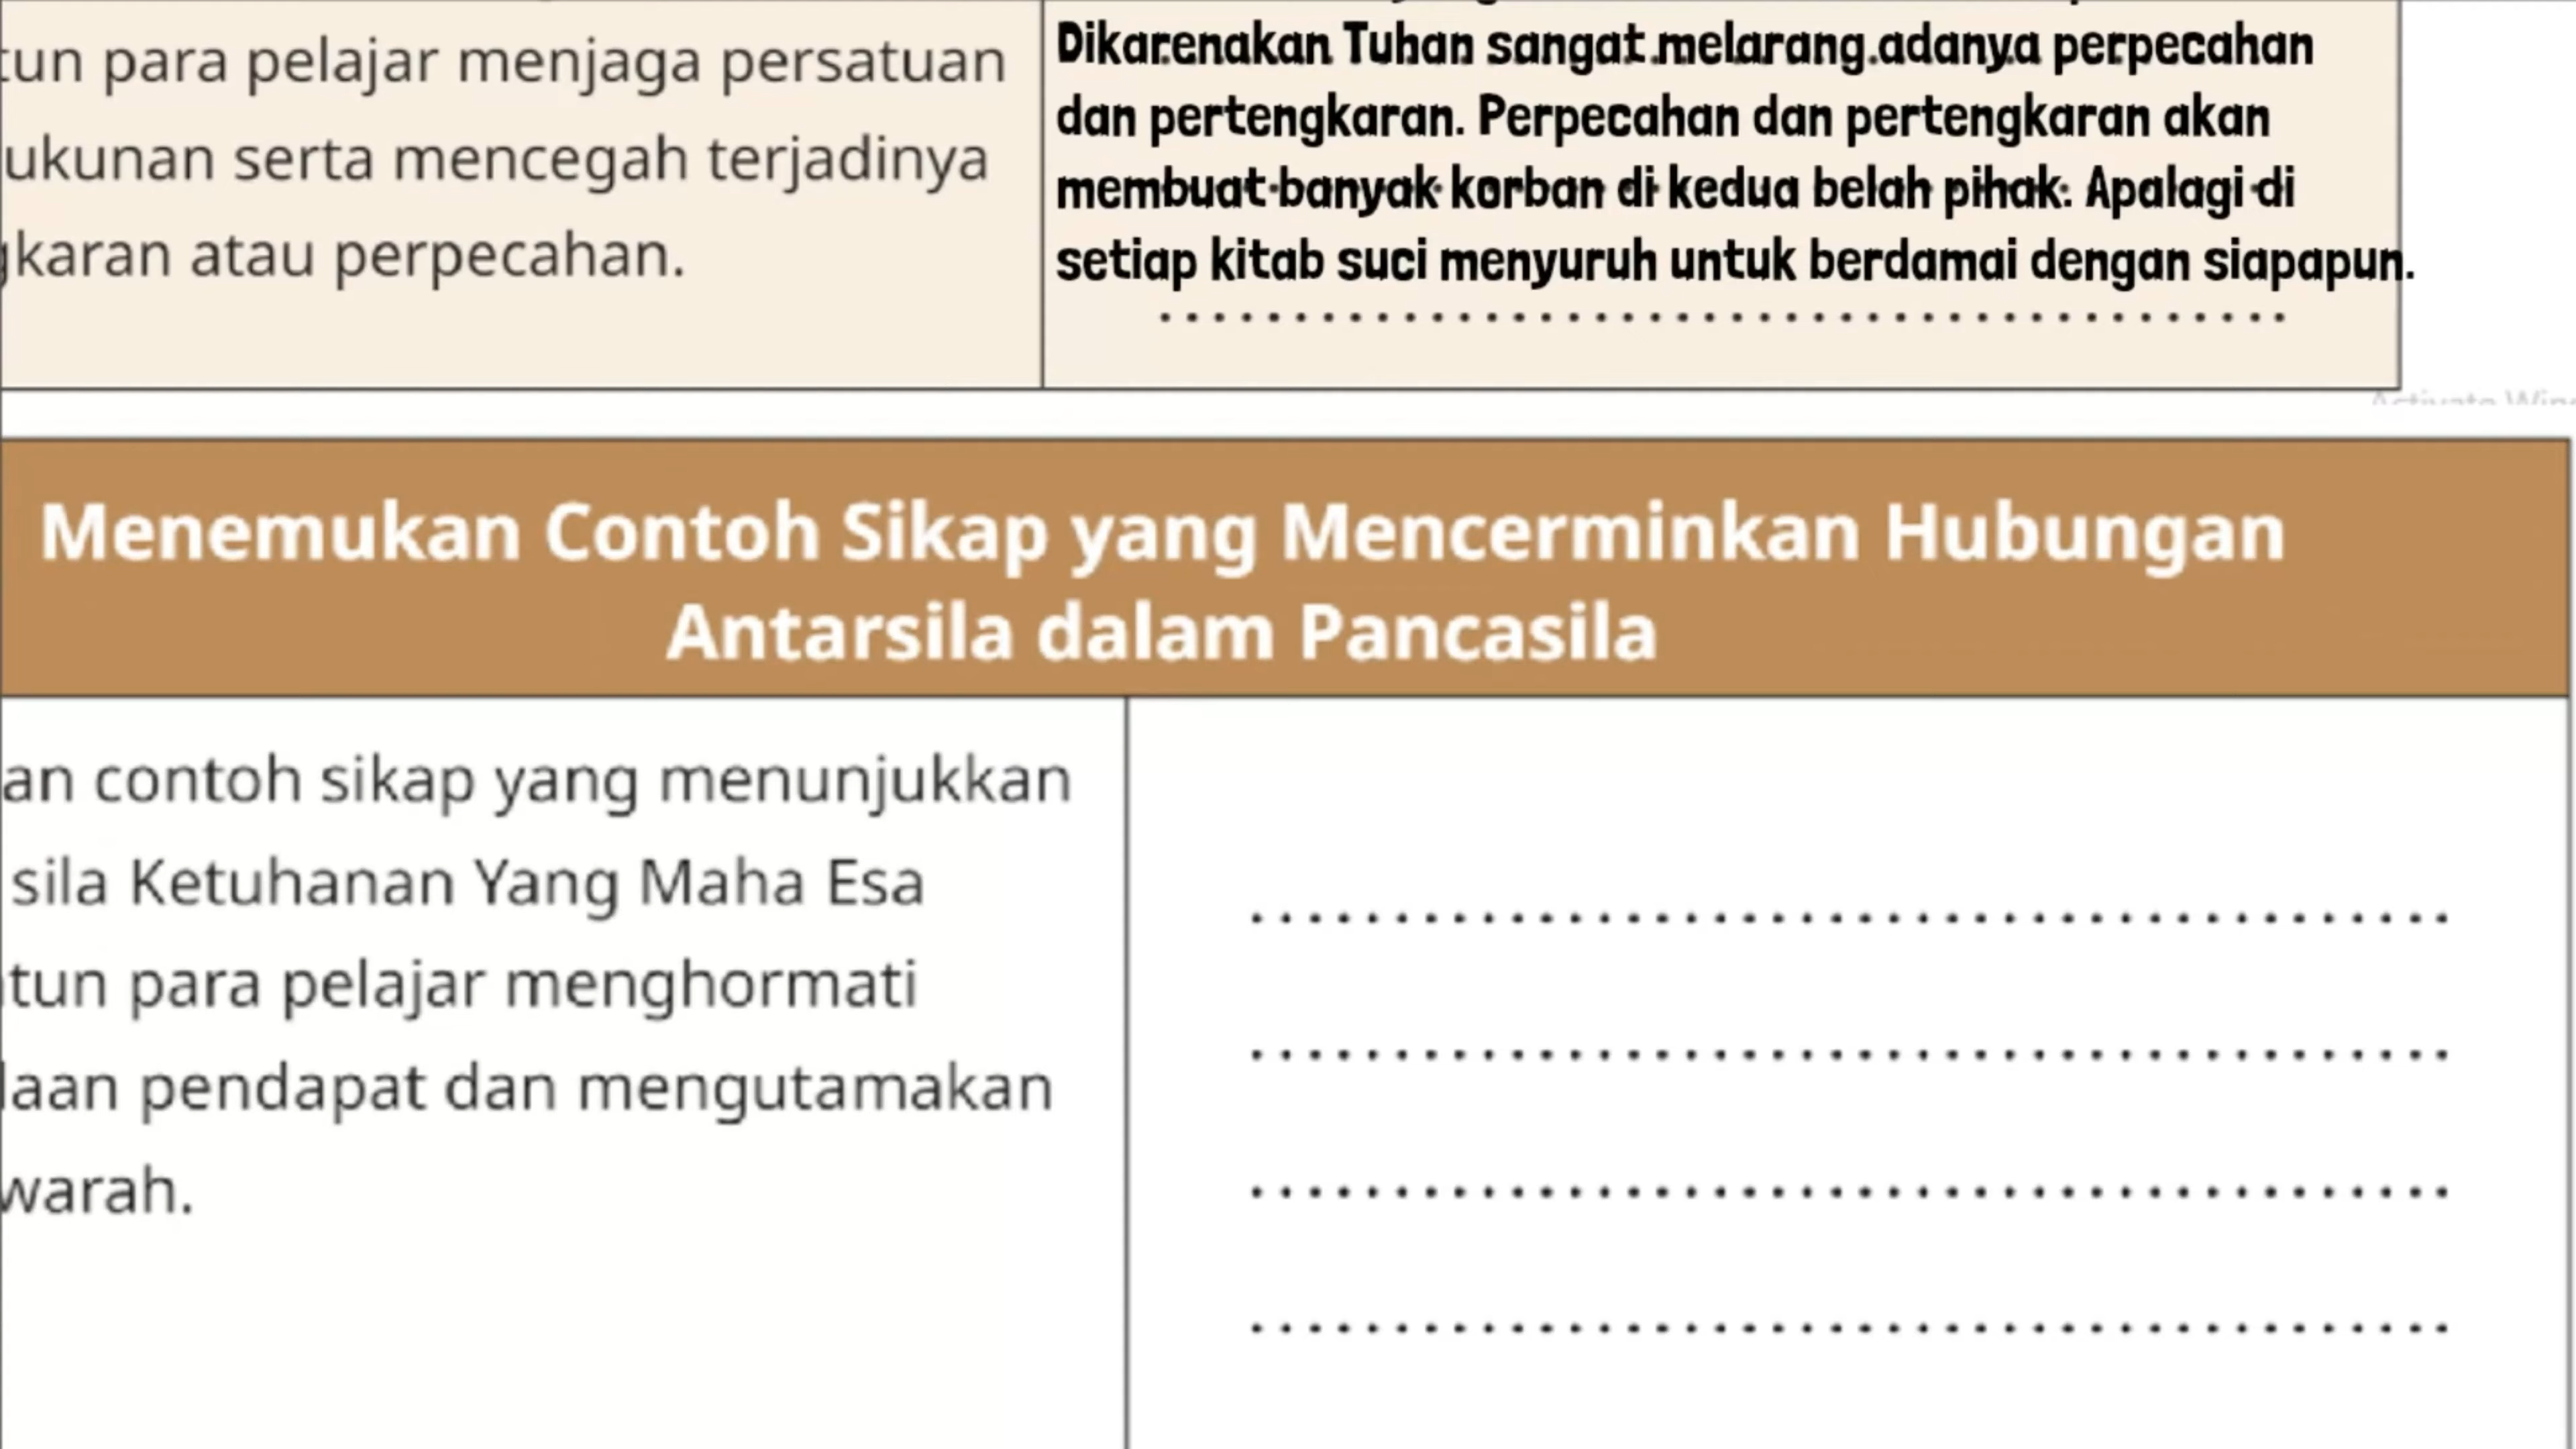 tun para pelajar menjaga persatuan
ukunan serta mencegah terjadinya
gkaran atau perpecahan.
Dikarenakan Tuhan sangat melarang adanya perpecahan
dan pertengkaran. Perpecahan dan pertengkaran akan
membuat banyak korban di kedua belah pihak. Apalagi di
setiap kitab suci menyuruh untuk berdamai dengan siapapun.
Menemukan Contoh Sikap yang Mencerminkan Hubungan
Antarsila dalam Pancasila
an contoh sikap yang menunjukkan
sila Ketuhanan Yang Maha Esa
tun para pelajar menghormati
daan pendapat dan mengutamakan
warah.